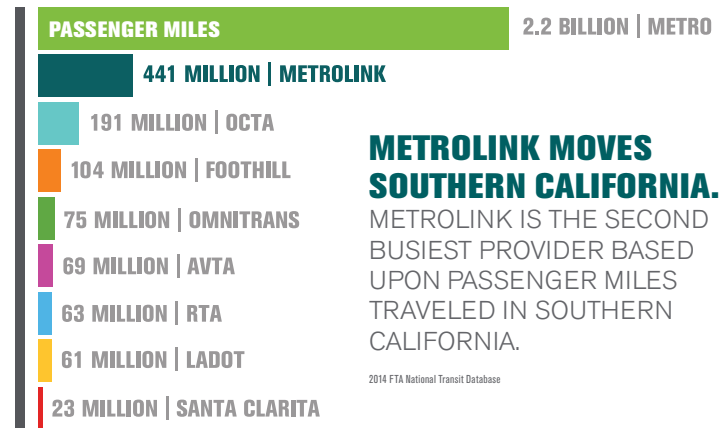 PASSENGER MILES
2.2 BILLION | METRO
441 MILLION | METROLINK
191 MILLION | OCTA
104 MILLION | FOOTHILL
75 MILLION | OMNITRANS
69 MILLION | AVTA
63 MILLION | RTA
61 MILLION | LADOT
23 MILLION | SANTA CLARITA
METROLINK MOVES
SOUTHERN CALIFORNIA.
METROLINK IS THE SECOND
BUSIEST PROVIDER BASED
UPON PASSENGER MILES
TRAVELED IN SOUTHERN
CALIFORNIA.
2014 FTA National Transit Database